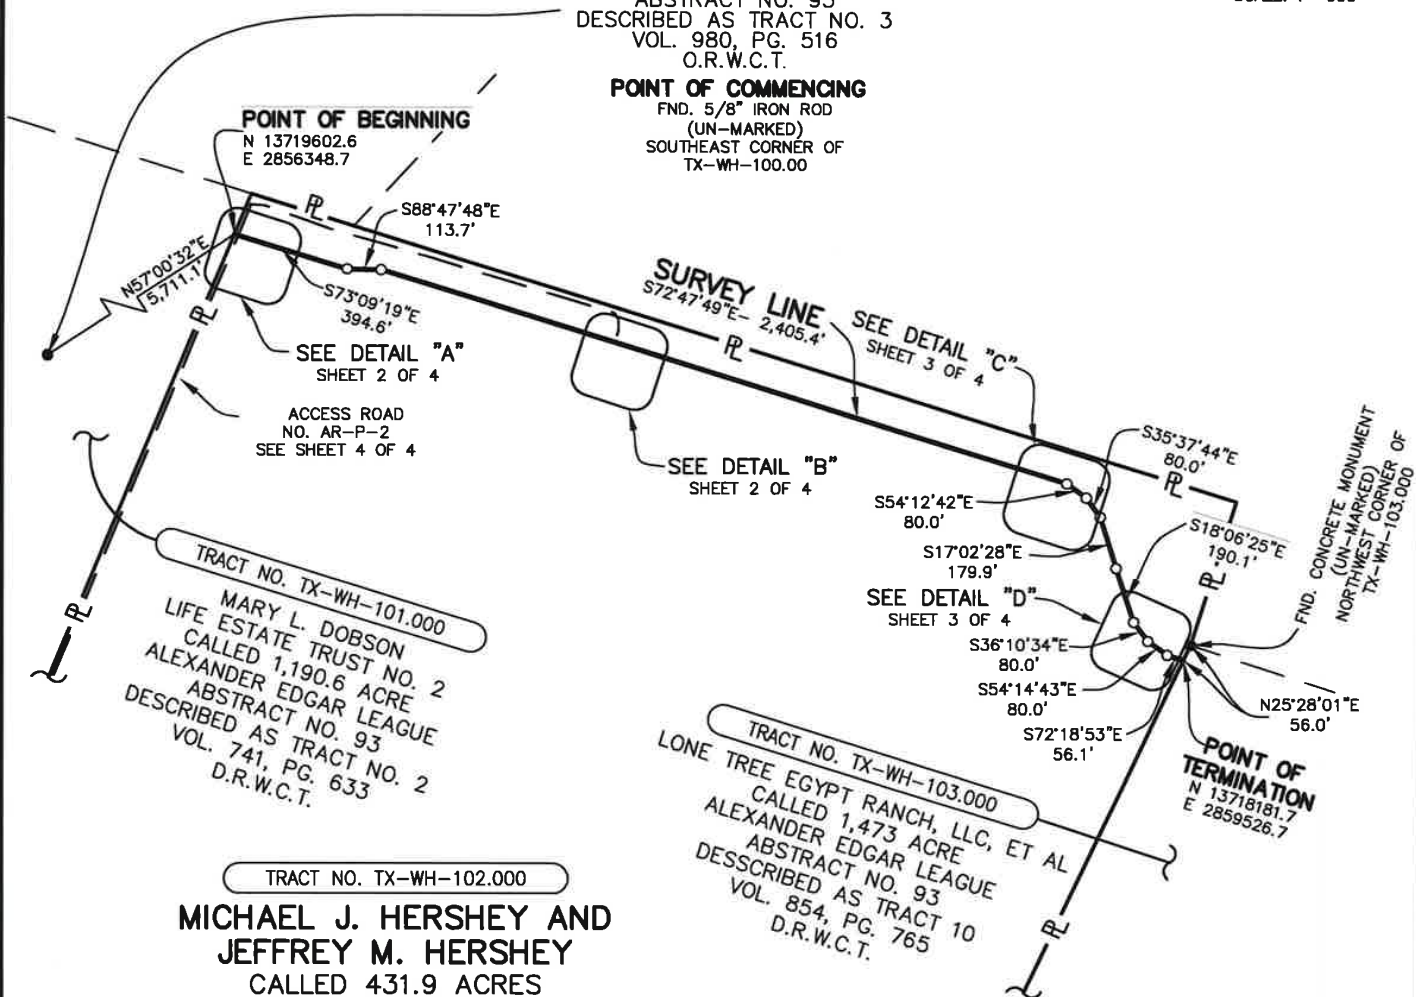 ABSTRACT NO. 93
DESCRIBED AS TRACT NO. 3
VOL. 980, PG. 516
O.R.W.C.T.
POINT OF COMMENCING
FND. 5/8" IRON ROD
(UN-MARKED)
SOUTHEAST CORNER OF
TX-WH-100.00
POINT OF BEGINNING
N 13719602.6
E 2856348.7
PL
S88°47'48"E
113.7'
N57°00'32"E
5,711.1'
S73°09'19"E
394.6'
PL
SEE DETAIL "A"
SHEET 2 OF 4
ACCESS ROAD
NO. AR-P-2
SEE SHEET 4 OF 4
SURVEY LINE
S72°47'49"E- 2,405.4'
PL
SEE DETAIL "C"
SHEET 3 OF 4
SEE DETAIL "B"
SHEET 2 OF 4
S35°37'44"E
80.0'
PL
S54°12'42"E
80.0'
S18°06'25"E
190.1'
S17°02'28"E
179.9'
PL
SEE DETAIL "D"
SHEET 3 OF 4
FND. CONCRETE MONUMENT
(UN-MARKED)
NORTHWEST CORNER OF
TX-WH-103.000
S36°10'34"E
80.0'
S54°14'43"E
80.0'
S72°18'53"E
56.1'
N25°28'01"E
56.0'
POINT OF
TERMINATION
N 13718181.7
E 2859526.7
PL
TRACT NO. TX-WH-101.000
MARY L. DOBSON
LIFE ESTATE TRUST NO. 2
CALLED 1,190.6 ACRE
ALEXANDER EDGAR LEAGUE
ABSTRACT NO. 93
DESCRIBED AS TRACT NO. 2
VOL. 741, PG. 633
D.R.W.C.T.
TRACT NO. TX-WH-103.000
LONE TREE EGYPT RANCH, LLC, ET AL
CALLED 1,473 ACRE
ALEXANDER EDGAR LEAGUE
ABSTRACT NO. 93
DESSCRIBED AS TRACT 10
VOL. 854, PG. 765
D.R.W.C.T.
PL
TRACT NO. TX-WH-102.000
MICHAEL J. HERSHEY AND
JEFFREY M. HERSHEY
CALLED 431.9 ACRES